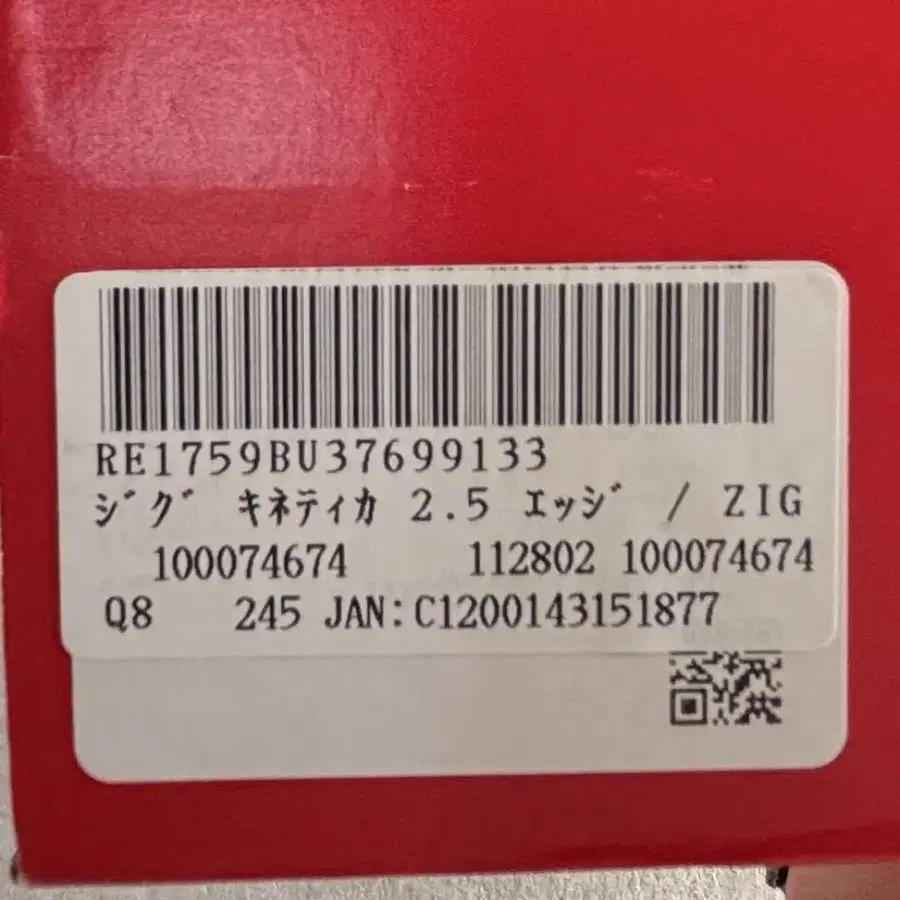 RE1759BU37699133
ｼﾞｸﾞ ｷﾈﾃｨｶ 2.5 ｴｯｼﾞ / ZIG
100074674 112802 100074674
Q8 245 JAN:C1200143151877